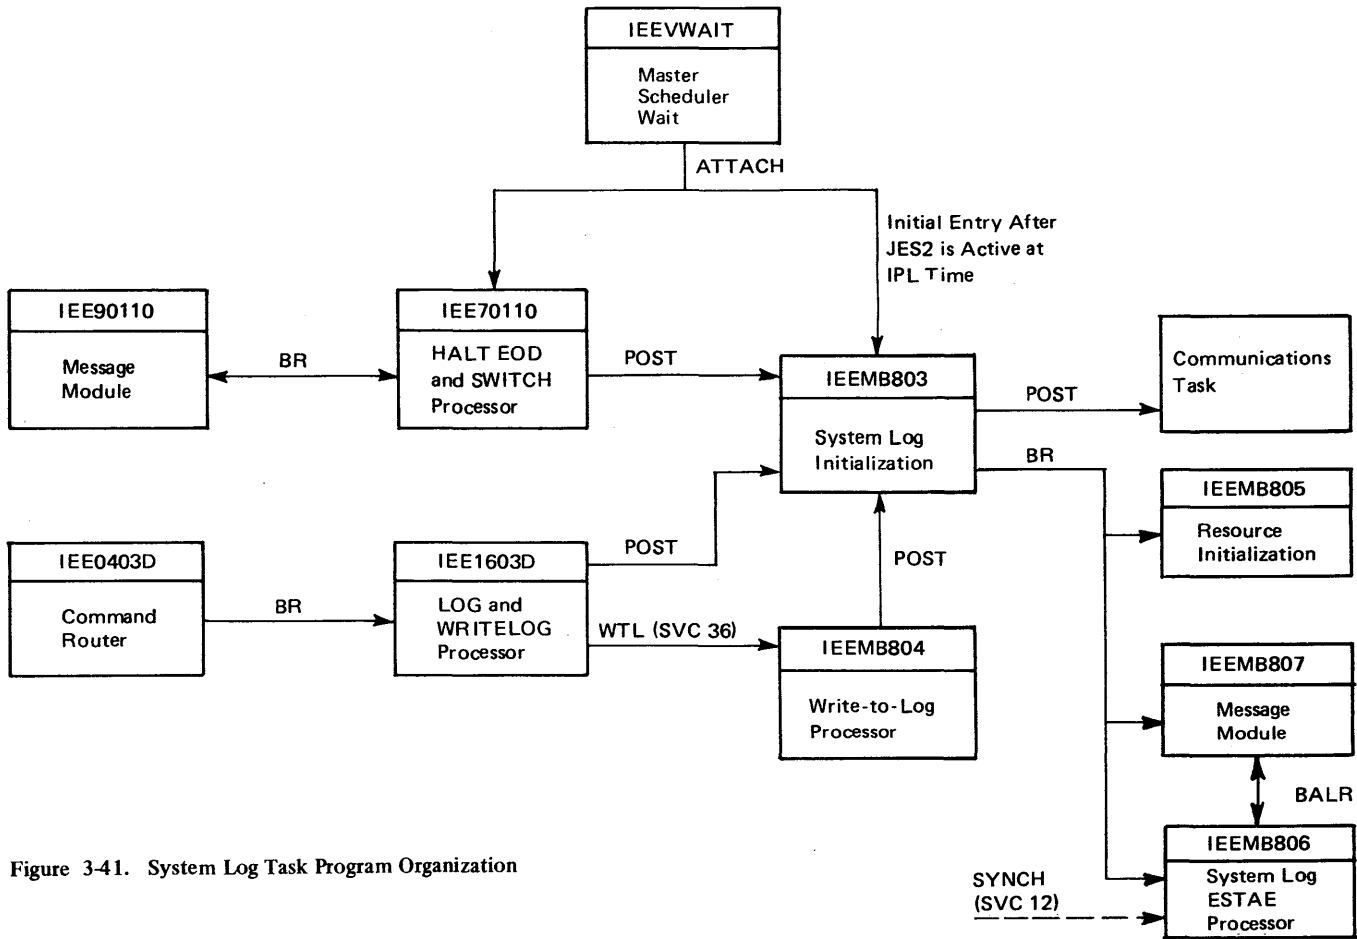 IEEVWAIT
Master
Scheduler
Wait
ATTACH
Initial Entry After
JES2 is Active at
IPL Time
IEE90110
Message
Module
BR
IEE70110
HALT EOD
and SWITCH
Processor
POST
IEEMB803
System Log
Initialization
POST
Communications
Task
BR
IEEMB805
Resource
Initialization
IEE0403D
Command
Router
BR
IEE1603D
LOG and
WRITELOG
Processor
POST
WTL (SVC 36)
POST
IEEMB804
Write-to-Log
Processor
IEEMB807
Message
Module
BALR
IEEMB806
System Log
ESTAE
Processor
SYNCH
(SVC 12)
Figure 3-41. System Log Task Program Organization